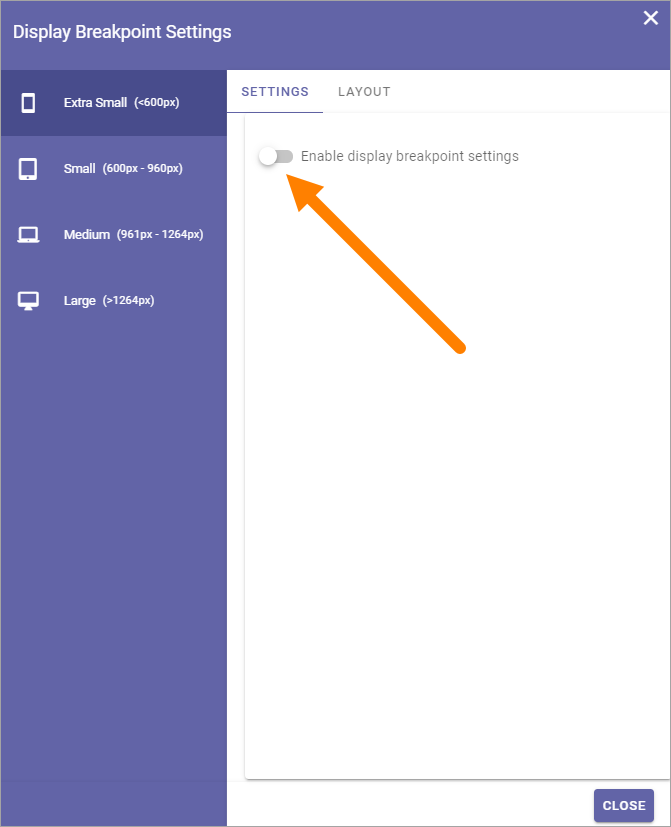 Display Breakpoint Settings
Extra Small (<600px)
Small (600px - 960px)
Medium (961px - 1264px)
Large (>1264px)
SETTINGS LAYOUT
Enable display breakpoint settings
CLOSE